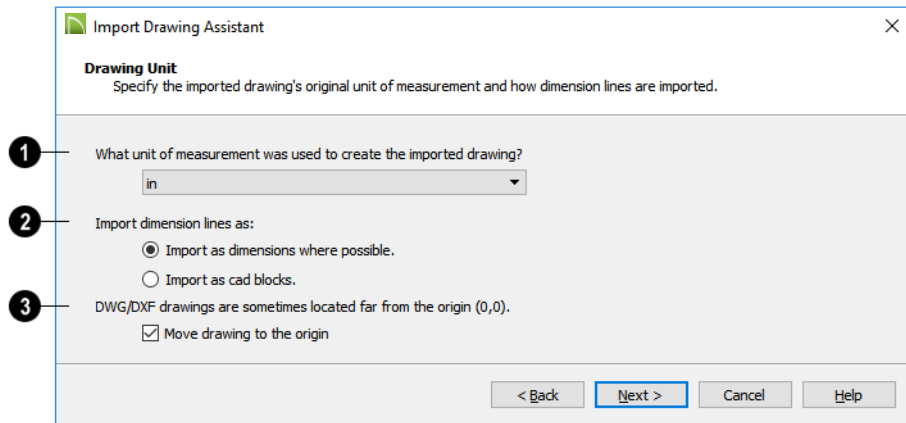 Import Drawing Assistant
Drawing Unit
Specify the imported drawing's original unit of measurement and how dimension lines are imported.
1
What unit of measurement was used to create the imported drawing?
in
2
Import dimension lines as:
Import as dimensions where possible.
Import as cad blocks.
3
DWG/DXF drawings are sometimes located far from the origin (0,0).
Move drawing to the origin
< Back Next > Cancel Help